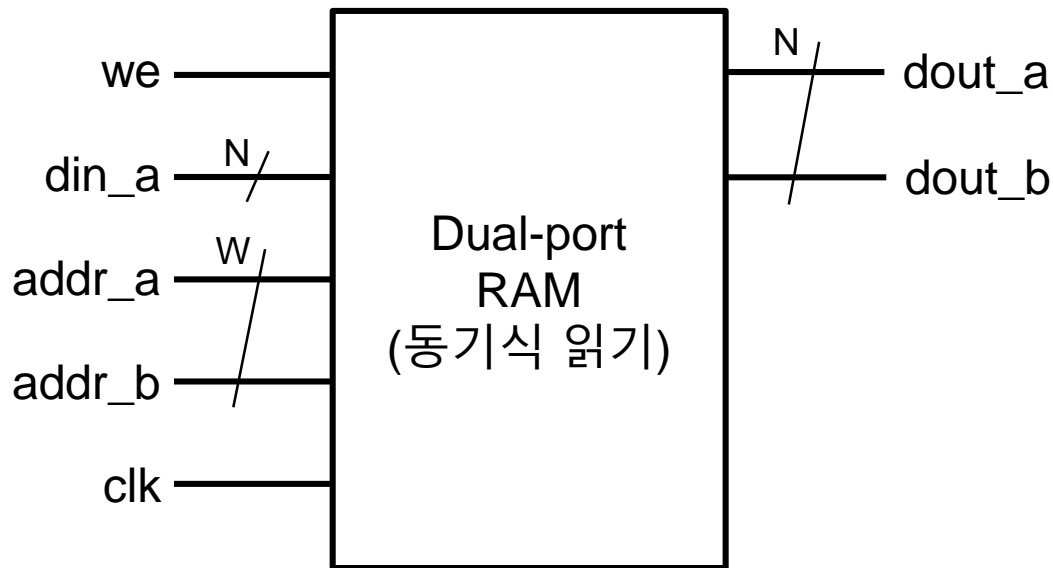 we
din_a
N
addr_a
W
addr_b
clk
Dual-port
RAM
(동기식 읽기)
N
dout_a
dout_b